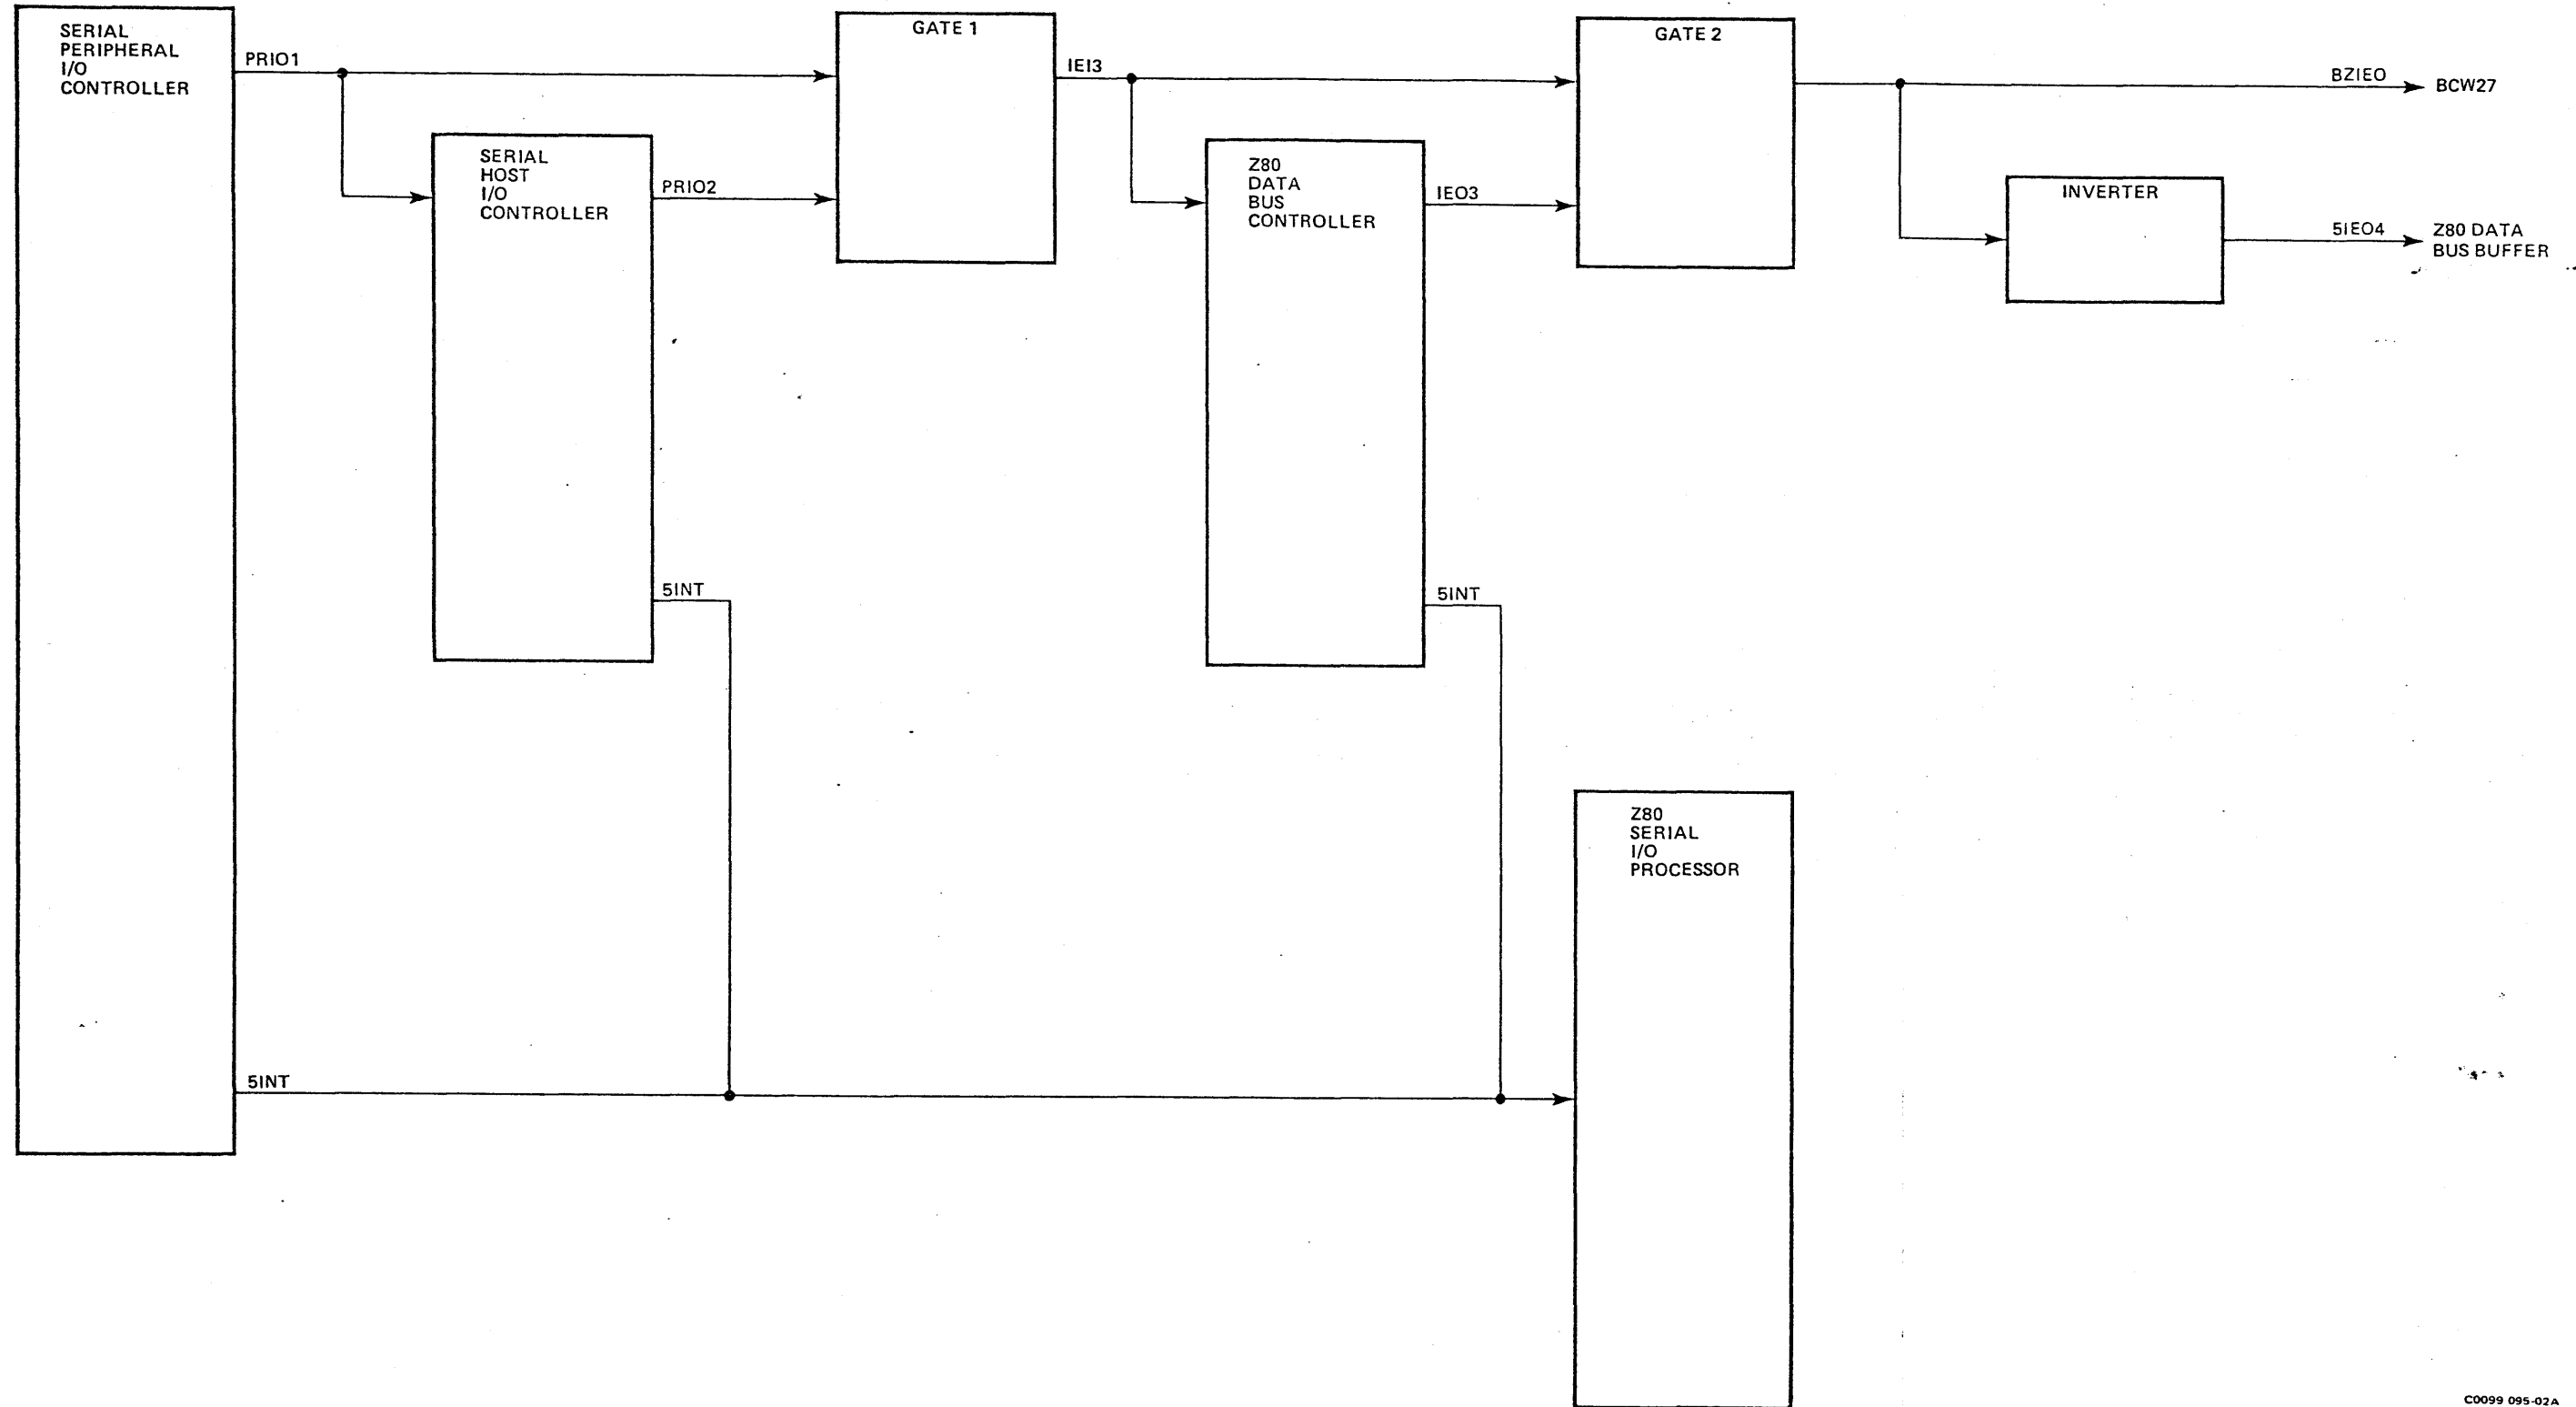 SERIAL
PERIPHERAL
I/O
CONTROLLER
PRIO1
SERIAL
HOST
I/O
CONTROLLER
PRIO2
GATE 1
IEI3
Z80
DATA
BUS
CONTROLLER
IEO3
GATE 2
BZIEO
BCW27
INVERTER
5IEO4
Z80 DATA
BUS BUFFER
5INT
5INT
Z80
SERIAL
I/O
PROCESSOR
5INT
C0099 095-02A